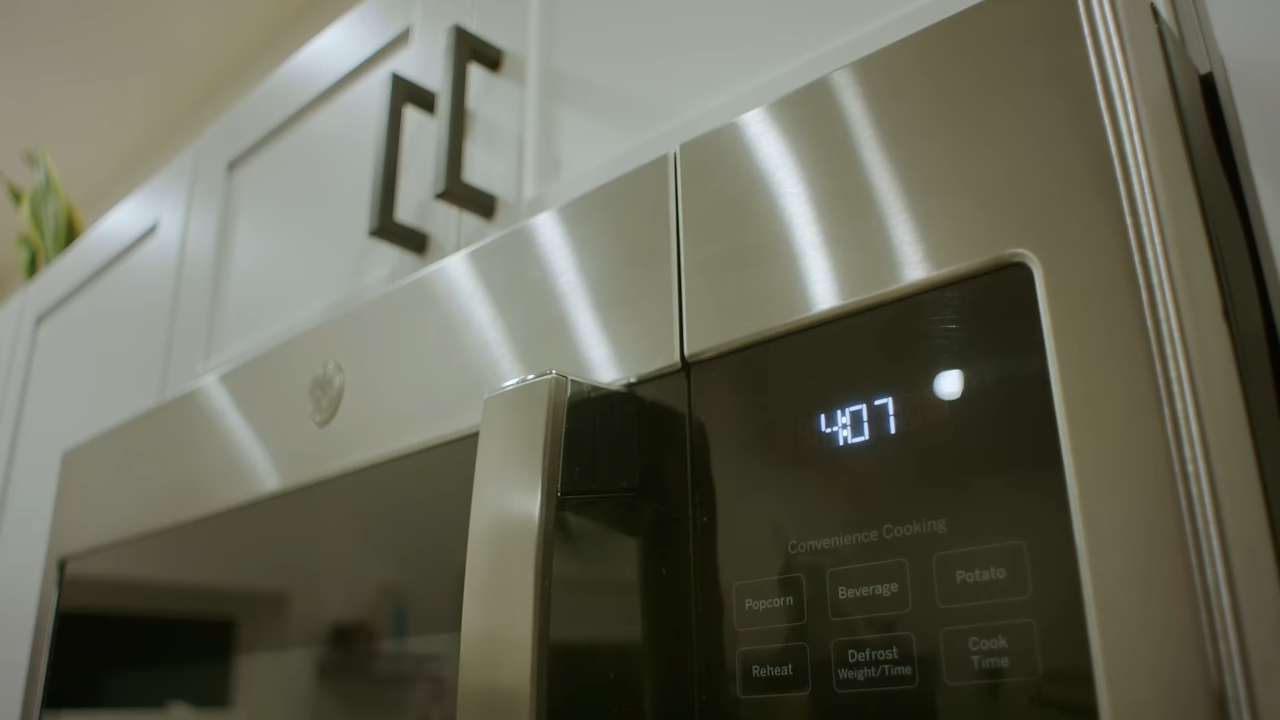 4:07
Convenience Cooking
Popcorn
Beverage
Potato
Reheat
Defrost
Weight/Time
Cook
Time